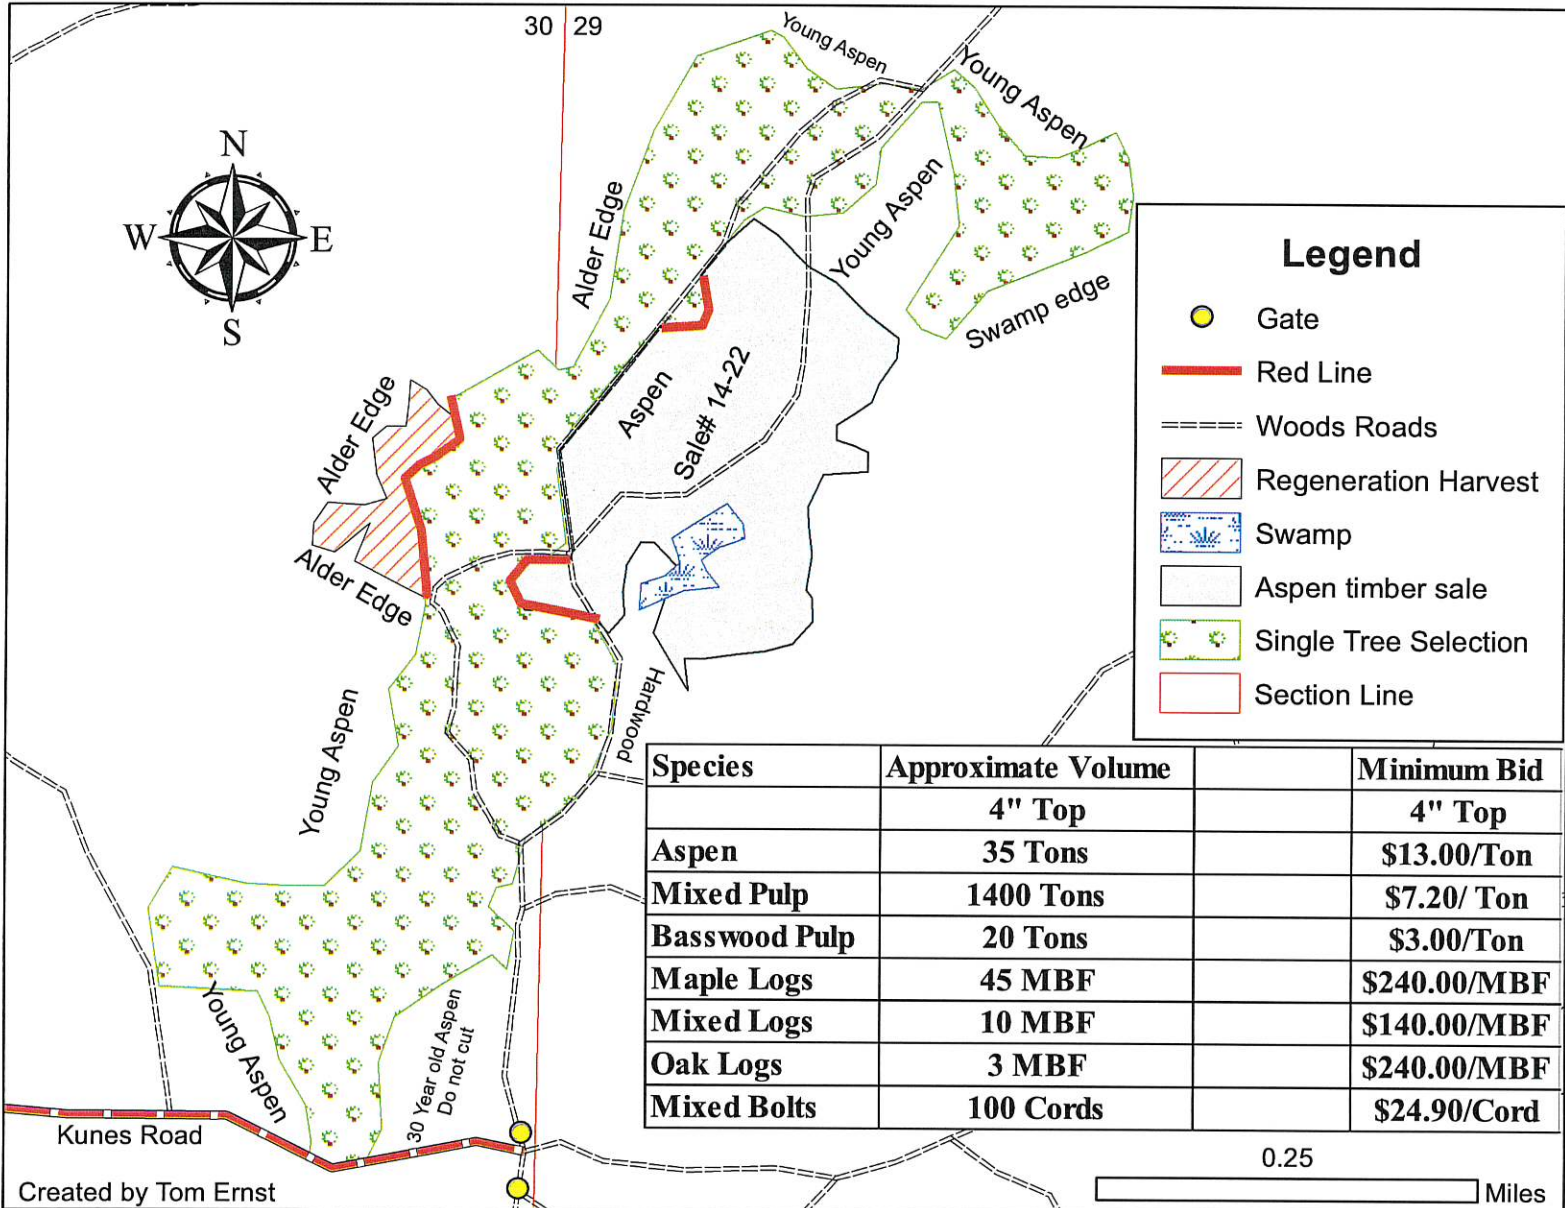 30 29
Young Aspen
Young Aspen
N
W E
S
Alder Edge
Young Aspen
Swamp edge
Aspen
Sale# 14-22
Alder Edge
Alder Edge
Hardwood
Young Aspen
Young Aspen
30 Year old Aspen
Do not cut
Kunes Road
Created by Tom Ernst
Legend
Gate
Red Line
Woods Roads
Regeneration Harvest
Swamp
Aspen timber sale
Single Tree Selection
Section Line
Species Approximate Volume Minimum Bid
4" Top 4" Top
Aspen 35 Tons $13.00/Ton
Mixed Pulp 1400 Tons $7.20/ Ton
Basswood Pulp 20 Tons $3.00/Ton
Maple Logs 45 MBF $240.00/MBF
Mixed Logs 10 MBF $140.00/MBF
Oak Logs 3 MBF $240.00/MBF
Mixed Bolts 100 Cords $24.90/Cord
0.25
Miles